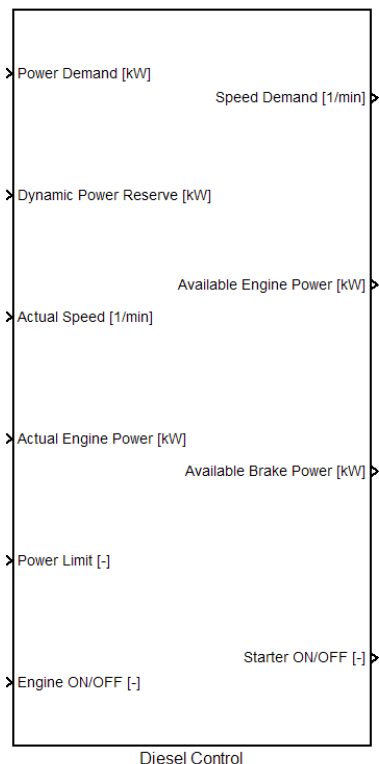 Power Demand [kW]
Speed Demand [1/min]
Dynamic Power Reserve [kW]
Available Engine Power [kW]
Actual Speed [1/min]
Actual Engine Power [kW]
Available Brake Power [kW]
Power Limit [-]
Starter ON/OFF [-]
Engine ON/OFF [-]
Diesel Control